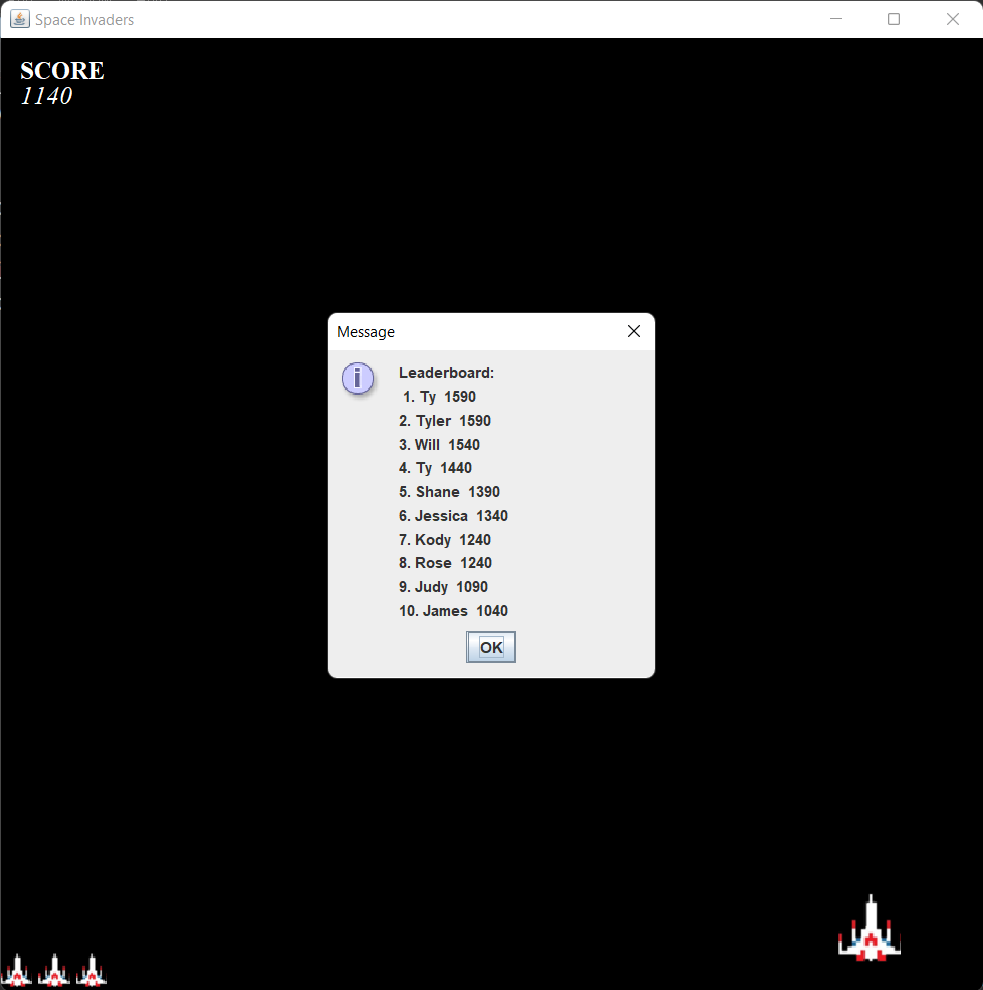 Space Invaders
SCORE
1140
Message
i
Leaderboard:
1. Ty 1590
2. Tyler 1590
3. Will 1540
4. Ty 1440
5. Shane 1390
6. Jessica 1340
7. Kody 1240
8. Rose 1240
9. Judy 1090
10. James 1040
OK